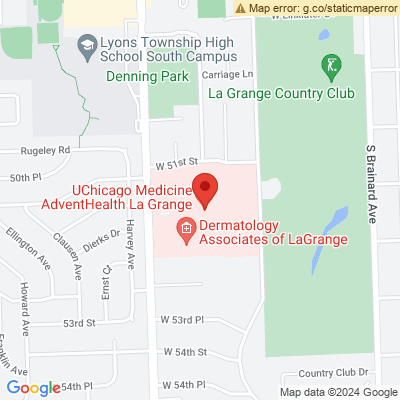 Map error: g.co/staticmaperror
W Linklater C
Lyons Township High
School South Campus
Denning Park
Carriage Ln
La Grange Country Club
S Brainard Ave
Rugeley Rd
W 51st St
50th Pl
UChicago Medicine
AdventHealth La Grange
Dermatology
Associates of LaGrange
Ellington Ave
Clausen Ave
Dierks Dr
Harvey Ave
Ernst Ct
Howard Ave
Franklin Ave
53rd St
W 53rd Pl
W 54th St
54th Pl
W 54th Pl
Country Club Dr
Google
Map data ©2024 Google